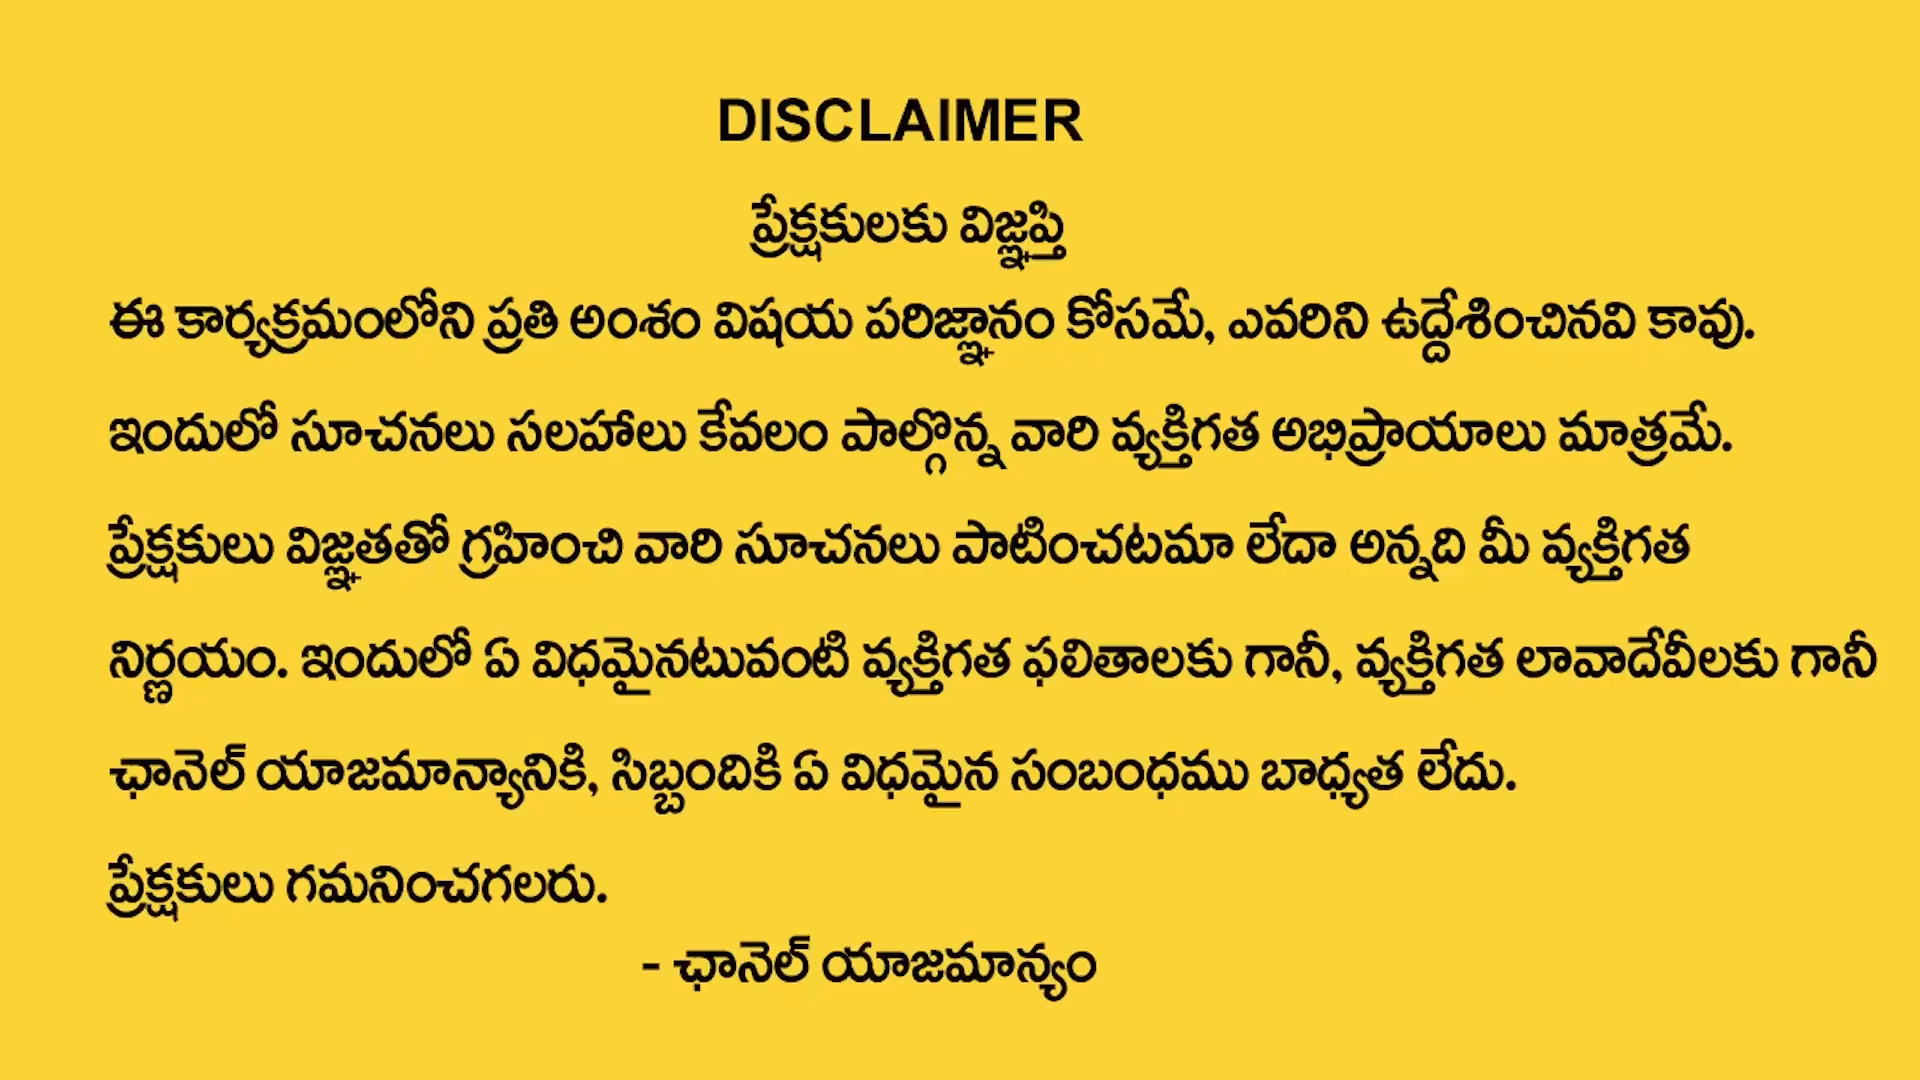 DISCLAIMER
ప్రేక్షకులకు విజ్ఞప్తి
ఈ కార్యక్రమంలోని ప్రతి అంశం విషయ పరిజ్ఞానం కోసమే, ఎవరిని ఉద్దేశించినవి కావు.
ఇందులో సూచనలు సలహాలు కేవలం పాల్గొన్న వారి వ్యక్తిగత అభిప్రాయాలు మాత్రమే.
ప్రేక్షకులు విజ్ఞతతో గ్రహించి వారి సూచనలు పాటించటమా లేదా అన్నది మీ వ్యక్తిగత
నిర్ణయం. ఇందులో ఏ విధమైనటువంటి వ్యక్తిగత ఫలితాలకు గానీ, వ్యక్తిగత లావాదేవీలకు గానీ
ఛానెల్ యాజమాన్యానికి, సిబ్బందికి ఏ విధమైన సంబంధము బాధ్యత లేదు.
ప్రేక్షకులు గమనించగలరు.
- ఛానెల్ యాజమాన్యం